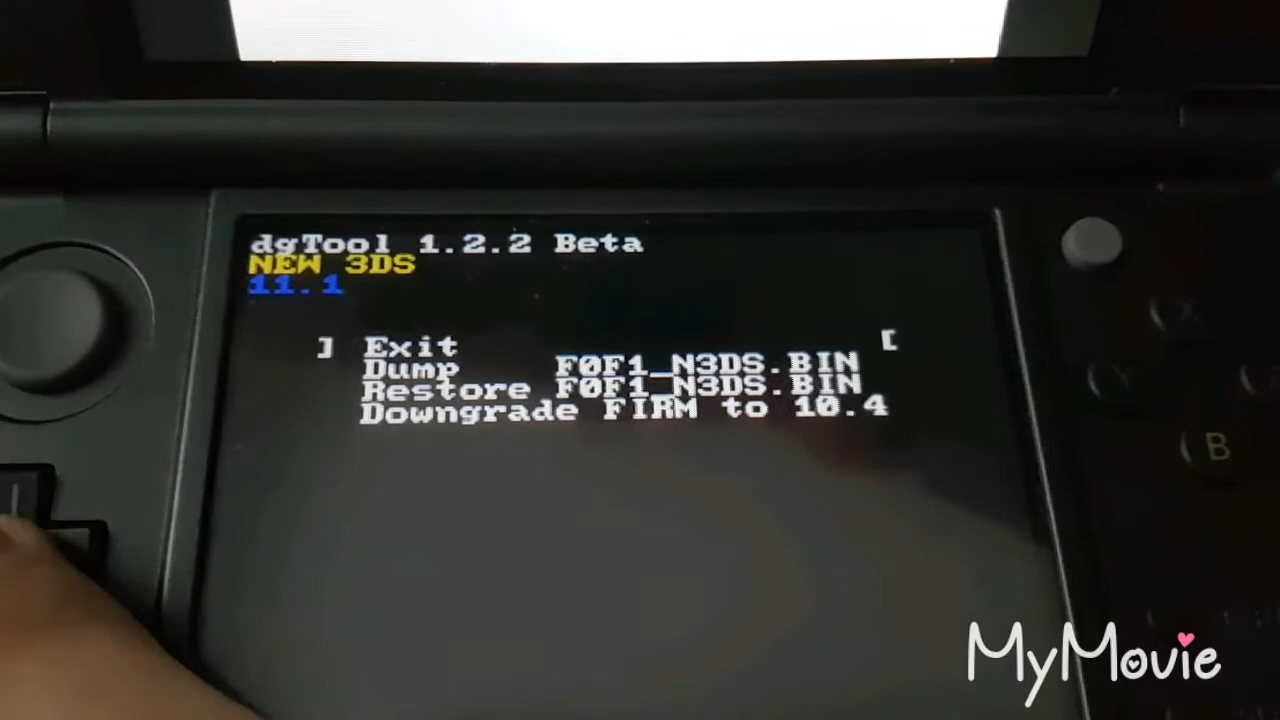 dgTool 1.2.2 Beta
NEW 3DS
11.1
] Exit [
Dump F0F1_N3DS.BIN
Restore F0F1_N3DS.BIN
Downgrade FIRM to 10.4
X
Y
B
MyMovie